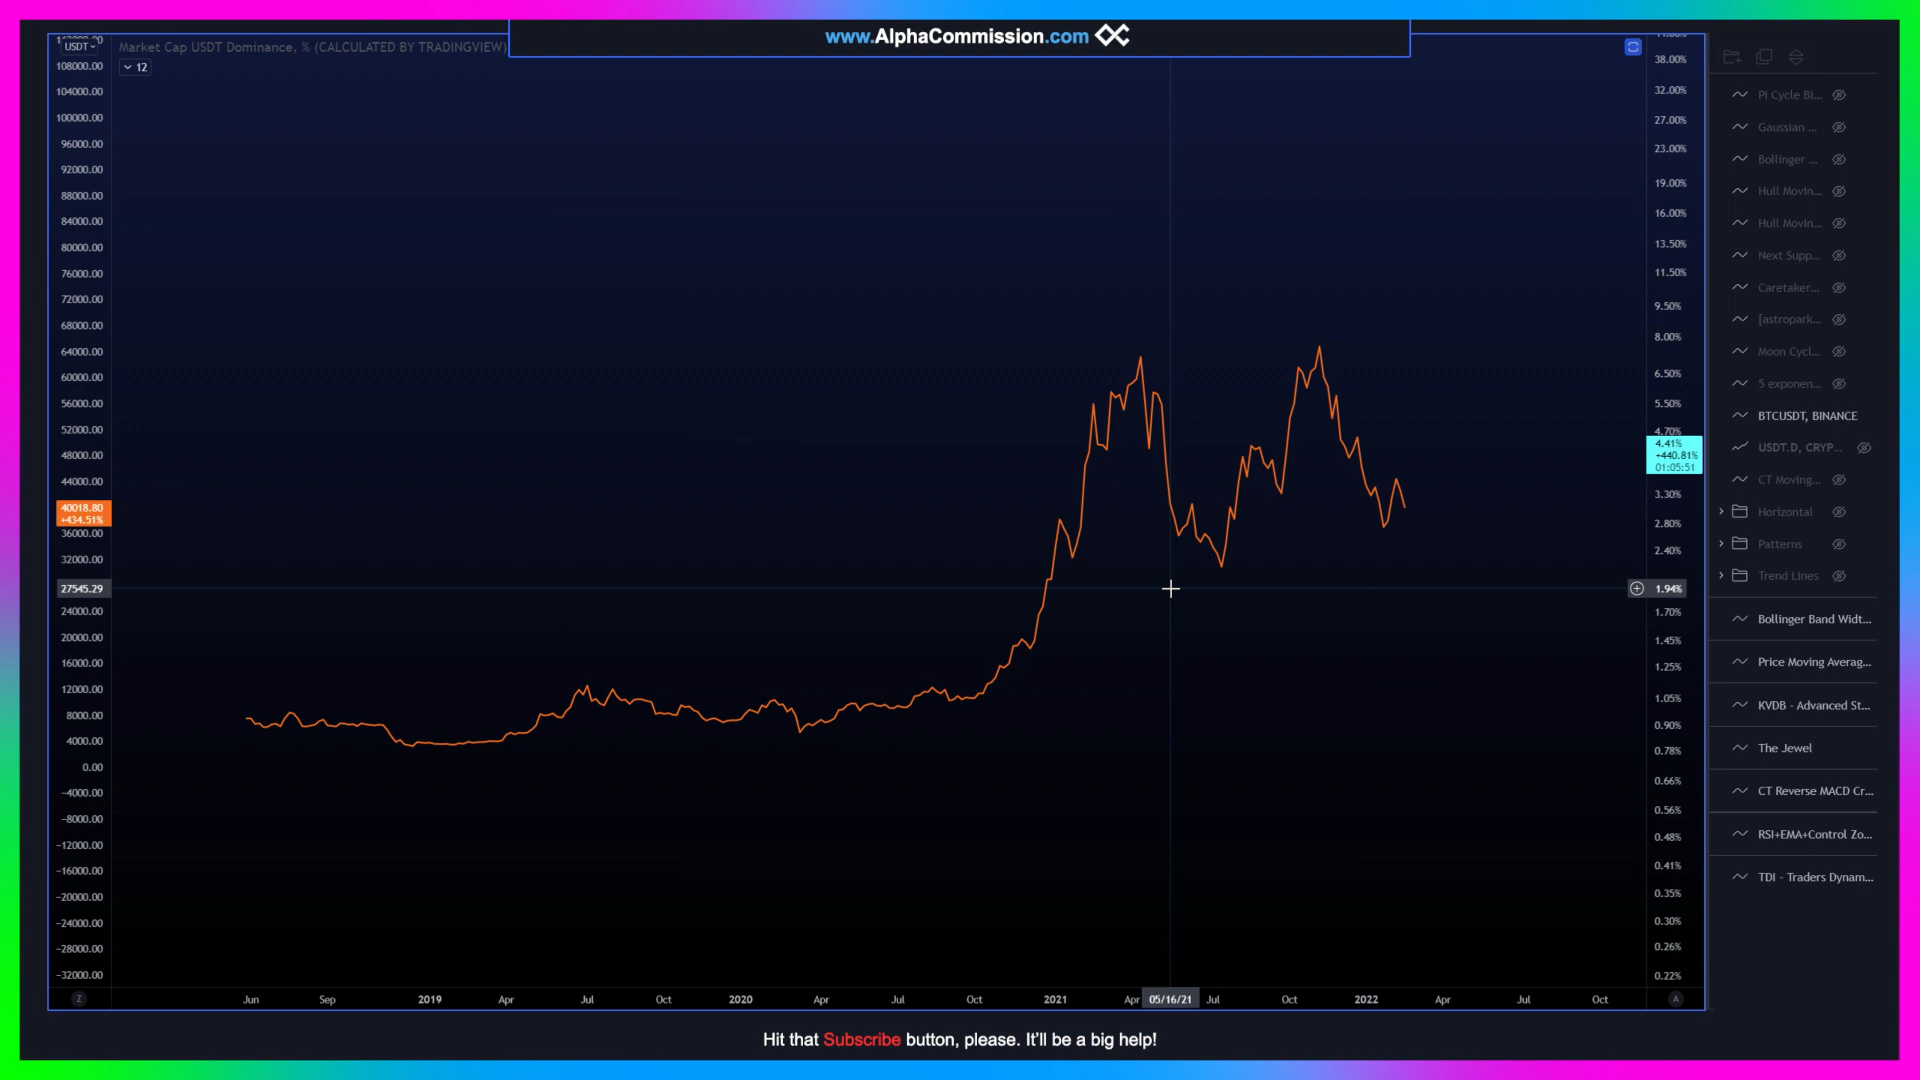 www.AlphaCommission.com
USDT
Market Cap USDT Dominance, % (CALCULATED BY TRADINGVIEW)
12
108000.00
104000.00
100000.00
96000.00
92000.00
88000.00
84000.00
80000.00
76000.00
72000.00
68000.00
64000.00
60000.00
56000.00
52000.00
48000.00
44000.00
40018.80
+434.51%
36000.00
32000.00
27545.29
24000.00
20000.00
16000.00
12000.00
8000.00
4000.00
0.00
−4000.00
−8000.00
−12000.00
−16000.00
−20000.00
−24000.00
−28000.00
−32000.00
38.00%
32.00%
27.00%
23.00%
19.00%
16.00%
13.50%
11.50%
9.50%
8.00%
6.50%
5.50%
4.70%
4.41%
+440.81%
01:05:51
3.30%
2.80%
2.40%
1.94%
1.70%
1.45%
1.25%
1.05%
0.90%
0.78%
0.66%
0.56%
0.48%
0.41%
0.35%
0.30%
0.26%
0.22%
Z
Jun Sep 2019 Apr Jul Oct 2020 Apr Jul Oct 2021 Apr 05/16/21 Jul Oct 2022 Apr Jul Oct
A
Pi Cycle Bi...
Gaussian ...
Bollinger ...
Hull Movin...
Hull Movin...
Next Supp...
Caretaker...
[astropark...
Moon Cycl...
5 exponen...
BTCUSDT, BINANCE
USDT.D, CRYP...
CT Moving...
Horizontal
Patterns
Trend Lines
Bollinger Band Widt...
Price Moving Averag...
KVDB - Advanced St...
The Jewel
CT Reverse MACD Cr...
RSI+EMA+Control Zo...
TDI - Traders Dynam...
Hit that Subscribe button, please. It'll be a big help!